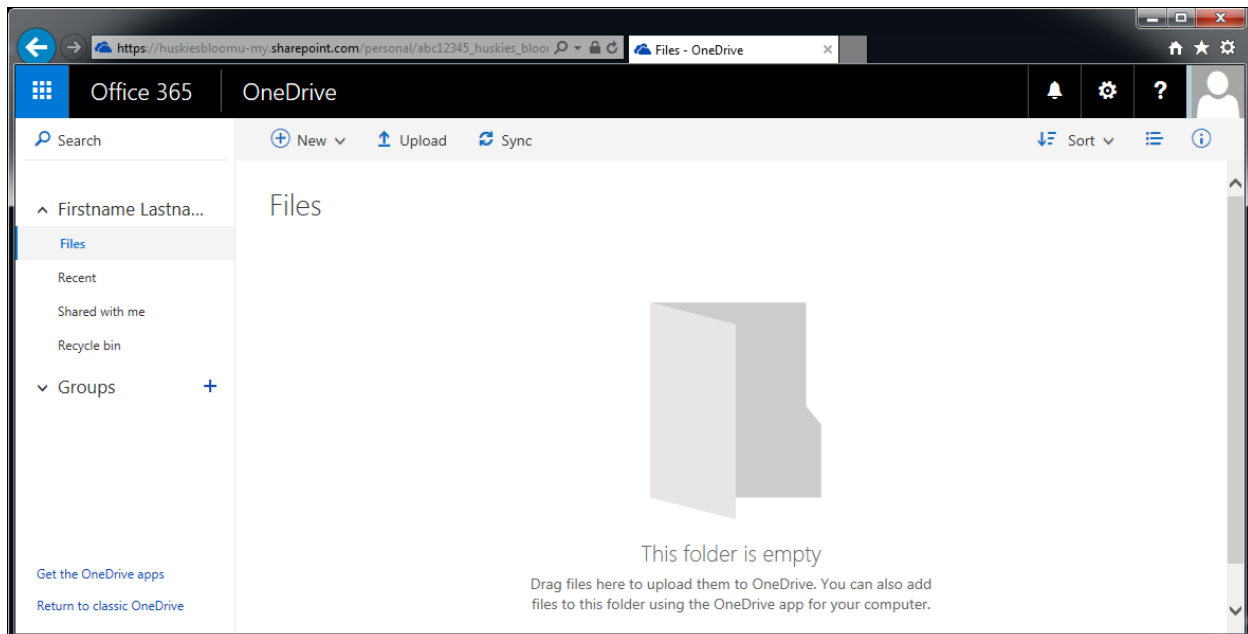 https://huskiesbloomu-my.sharepoint.com/personal/abc12345_huskies_bloor
Files - OneDrive
Office 365
OneDrive
?
Search
New
Upload
Sync
Sort
Firstname Lastna...
Files
Files
Recent
Shared with me
Recycle bin
Groups
This folder is empty
Drag files here to upload them to OneDrive. You can also add
files to this folder using the OneDrive app for your computer.
Get the OneDrive apps
Return to classic OneDrive